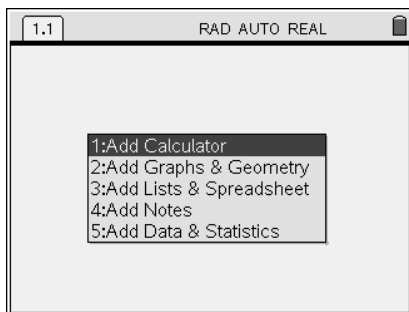 1.1 RAD AUTO REAL
1:Add Calculator
2:Add Graphs & Geometry
3:Add Lists & Spreadsheet
4:Add Notes
5:Add Data & Statistics